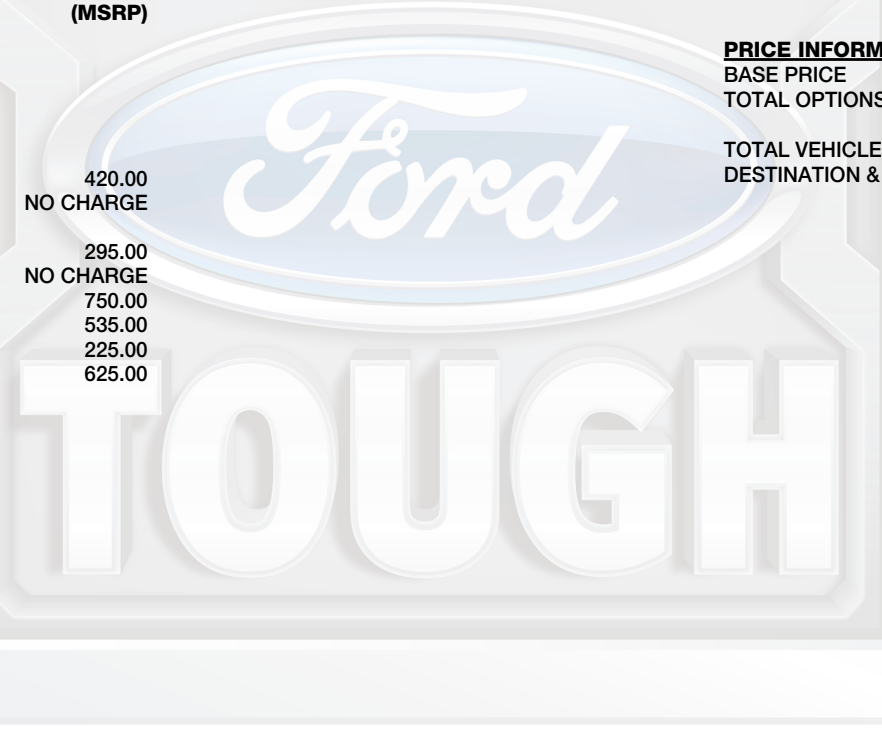 (MSRP)
420.00
NO CHARGE
295.00
NO CHARGE
750.00
535.00
225.00
625.00
PRICE INFORM
BASE PRICE
TOTAL OPTIONS
TOTAL VEHICLE
DESTINATION &
Ford
TOUGH